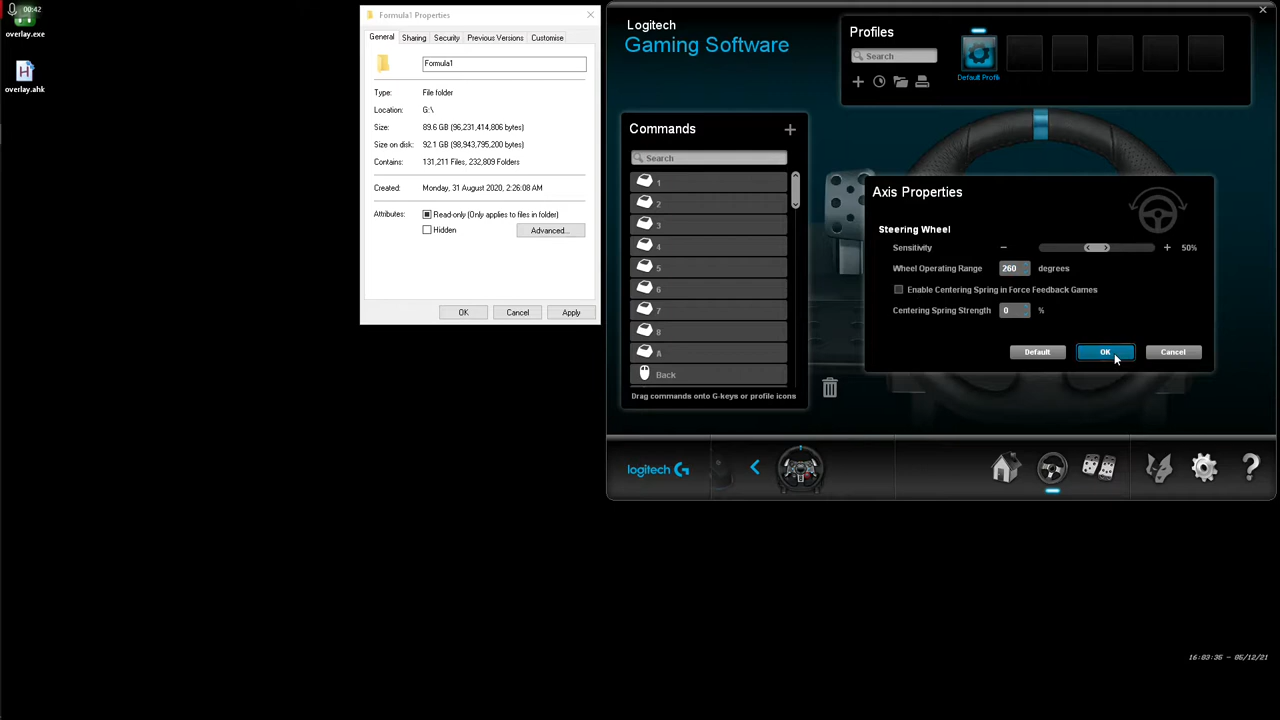 00:42
overlay.exe
overlay.ahk
Formula1 Properties
General Sharing Security Previous Versions Customise
Formula1
Type: File folder
Location: G:\
Size: 89.6 GB (96,231,414,806 bytes)
Size on disk: 92.1 GB (98,943,795,200 bytes)
Contains: 131,211 Files, 232,809 Folders
Created: Monday, 31 August 2020, 2:26:08 AM
Attributes: Read-only (Only applies to files in folder)
Hidden Advanced...
OK Cancel Apply
Logitech
Gaming Software
Profiles
Search
Default Profil
Commands
Search
1
2
3
4
5
6
7
8
A
Back
Drag commands onto G-keys or profile icons
Axis Properties
Steering Wheel
Sensitivity 50%
Wheel Operating Range 260 degrees
Enable Centering Spring in Force Feedback Games
Centering Spring Strength 0 %
Default OK Cancel
logitech G
16:03:35 - 05/12/21